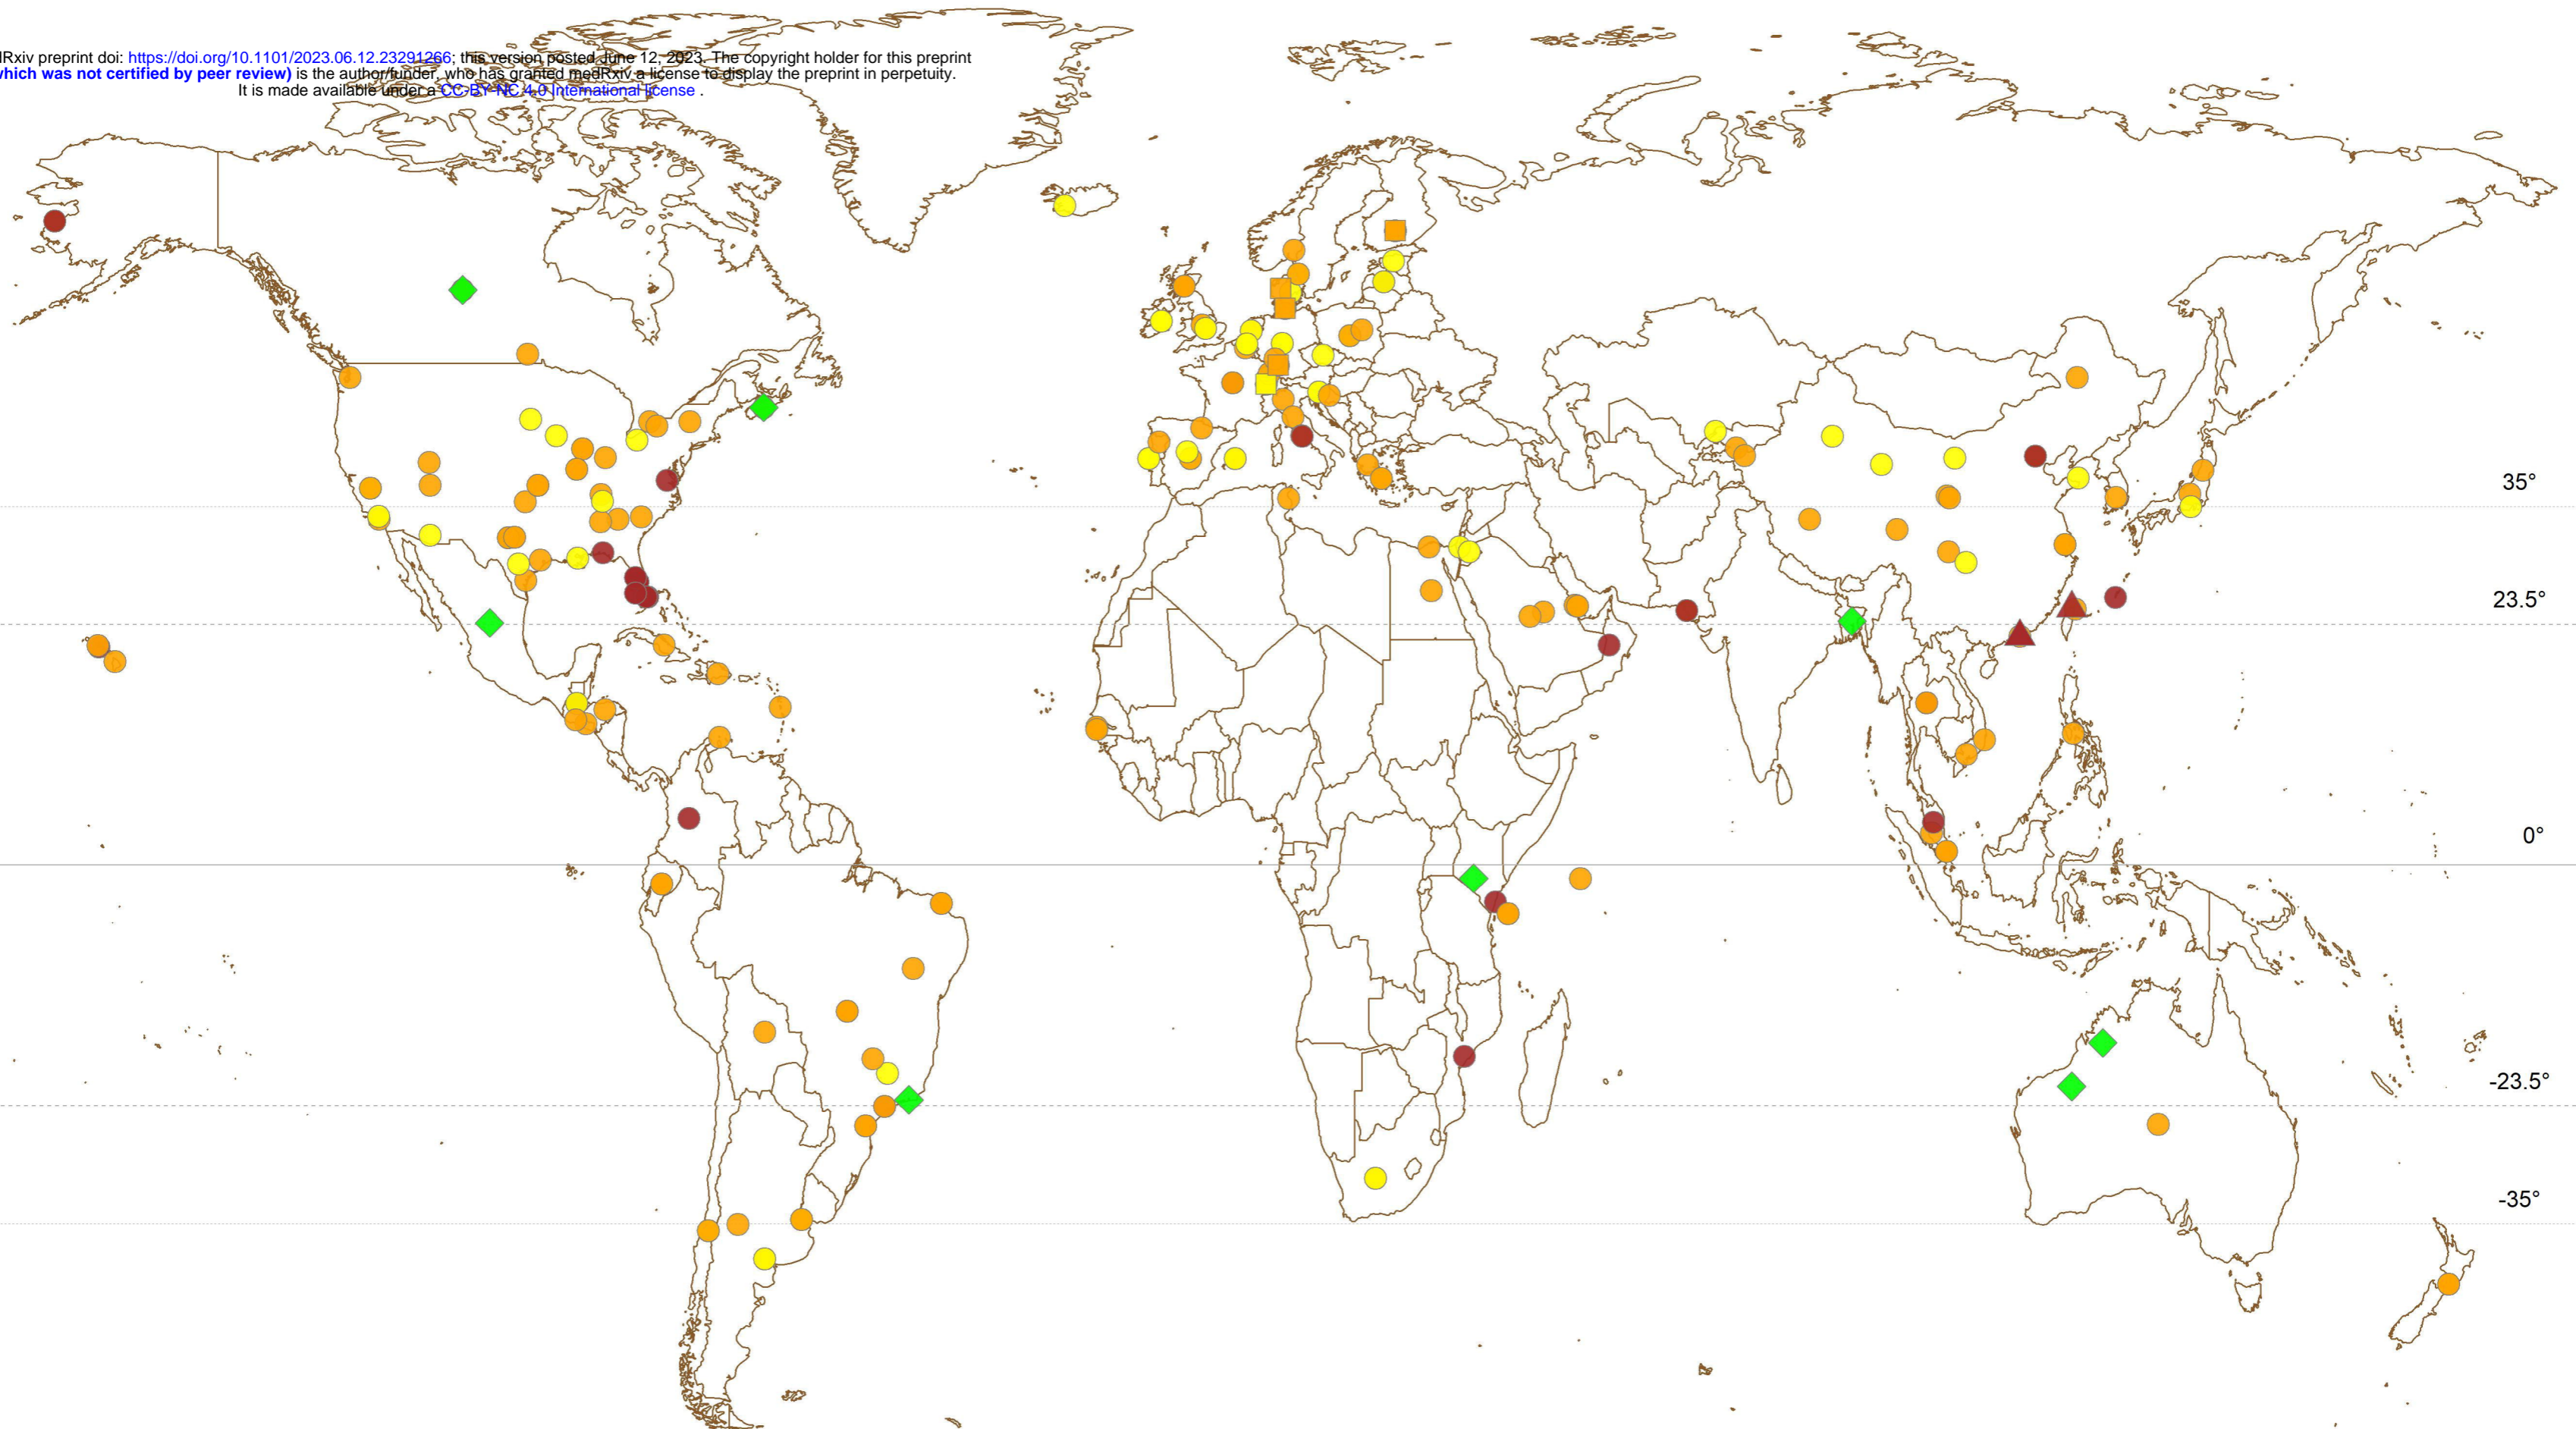 Rxiv preprint doi: https://doi.org/10.1101/2023.06.12.23291266; this version posted June 12, 2023. The copyright holder for this preprint
which was not certified by peer review) is the author/funder, who has granted medRxiv a license to display the preprint in perpetuity.
It is made available under a CC-BY-NC 4.0 International license .
35°
23.5°
0°
-23.5°
-35°